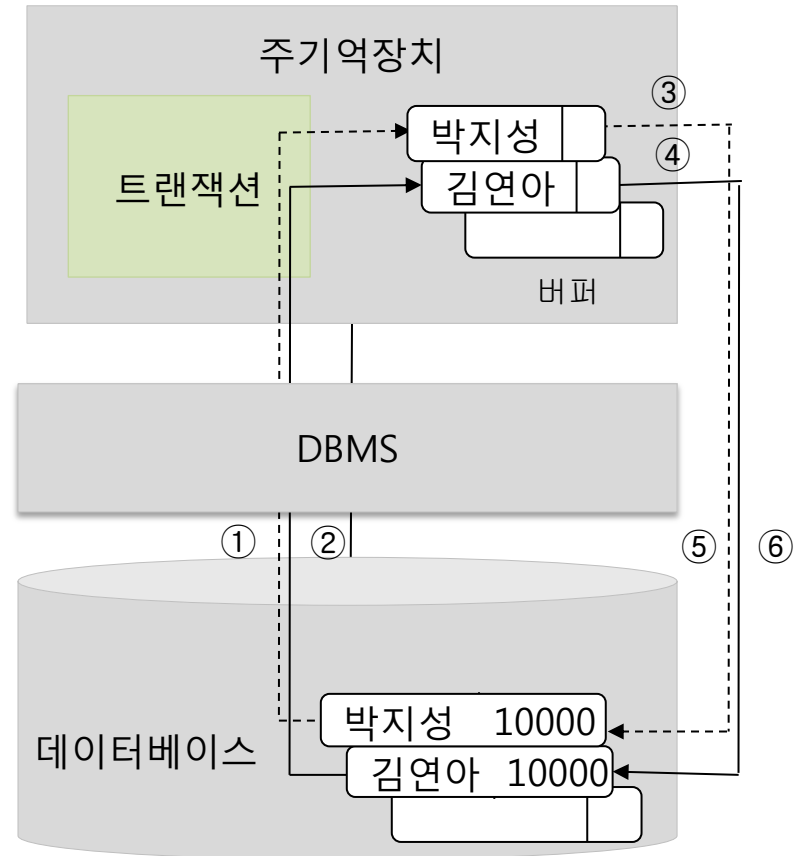 주기억장치
③
박지성
④
트랜잭션
김연아
버퍼
DBMS
①
②
⑤
⑥
박지성 10000
데이터베이스
김연아 10000